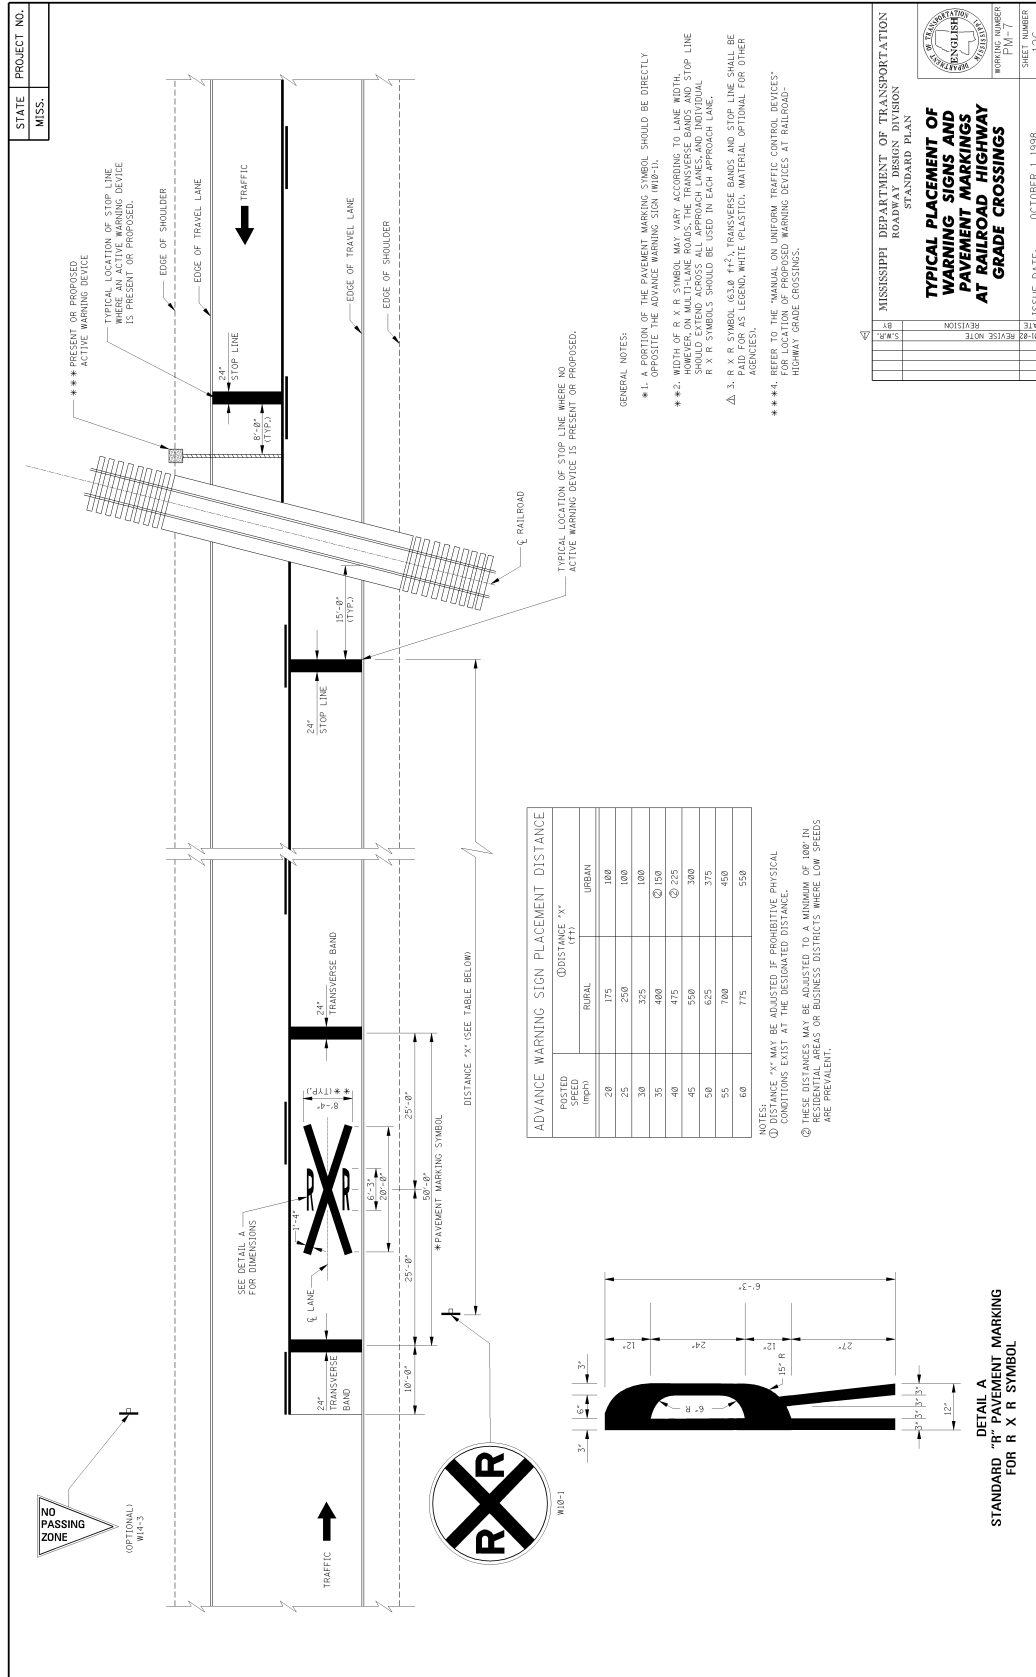 STATE
PROJECT NO.
MISS.
*** PRESENT OR PROPOSED
ACTIVE WARNING DEVICE
TYPICAL LOCATION OF STOP LINE
WHERE AN ACTIVE WARNING DEVICE
IS PRESENT OR PROPOSED.
EDGE OF SHOULDER
EDGE OF TRAVEL LANE
TRAFFIC
24"
STOP LINE
8'-0"
(TYP.)
EDGE OF TRAVEL LANE
EDGE OF SHOULDER
℄ RAILROAD
15'-0"
(TYP.)
TYPICAL LOCATION OF STOP LINE WHERE NO
ACTIVE WARNING DEVICE IS PRESENT OR PROPOSED.
24"
STOP LINE
NO
PASSING
ZONE
(OPTIONAL)
W14-3
TRAFFIC
SEE DETAIL A
FOR DIMENSIONS
℄ LANE
1'-4"
24"
TRANSVERSE
BAND
24"
TRANSVERSE BAND
8'-4"
**(TYP.)
6'-3"
20'-0"
10'-0"
25'-0"
25'-0"
50'-0"
*PAVEMENT MARKING SYMBOL
DISTANCE "X" (SEE TABLE BELOW)
R R
W10-1
ADVANCE WARNING SIGN PLACEMENT DISTANCE
POSTED
SPEED
(mph)
① DISTANCE "X"
(ft)
RURAL URBAN
20 175 100
25 250 100
30 325 100
35 400 ② 150
40 475 ② 225
45 550 300
50 625 375
55 700 450
60 775 550
NOTES:
① DISTANCE "X" MAY BE ADJUSTED IF PROHIBITIVE PHYSICAL
CONDITIONS EXIST AT THE DESIGNATED DISTANCE.
② THESE DISTANCES MAY BE ADJUSTED TO A MINIMUM OF 100' IN
RESIDENTIAL AREAS OR BUSINESS DISTRICTS WHERE LOW SPEEDS
ARE PREVALENT.
3"
6"
3"
12"
24"
12"
27"
6'-3"
6" R
15" R
3" 3" 3" 3"
12"
DETAIL A
STANDARD "R" PAVEMENT MARKING
FOR R X R SYMBOL
GENERAL NOTES:
*1. A PORTION OF THE PAVEMENT MARKING SYMBOL SHOULD BE DIRECTLY
OPPOSITE THE ADVANCE WARNING SIGN (W10-1).
**2. WIDTH OF R X R SYMBOL MAY VARY ACCORDING TO LANE WIDTH.
HOWEVER, ON MULTI-LANE ROADS, THE TRANSVERSE BANDS AND STOP LINE
SHOULD EXTEND ACROSS ALL APPROACH LANES, AND INDIVIDUAL
R X R SYMBOLS SHOULD BE USED IN EACH APPROACH LANE.
3. R X R SYMBOL (63.0 ft²), TRANSVERSE BANDS AND STOP LINE SHALL BE
PAID FOR AS LEGEND, WHITE (PLASTIC). (MATERIAL OPTIONAL FOR OTHER
AGENCIES).
***4. REFER TO THE "MANUAL ON UNIFORM TRAFFIC CONTROL DEVICES"
FOR LOCATION OF PROPOSED WARNING DEVICES AT RAILROAD-
HIGHWAY GRADE CROSSINGS.
MISSISSIPPI DEPARTMENT OF TRANSPORTATION
ROADWAY DESIGN DIVISION
STANDARD PLAN
TYPICAL PLACEMENT OF
WARNING SIGNS AND
PAVEMENT MARKINGS
AT RAILROAD HIGHWAY
GRADE CROSSINGS
MISSISSIPPI DEPARTMENT OF TRANSPORTATION
ENGLISH
WORKING NUMBER
PM-7
SHEET NUMBER
ISSUE DATE: OCTOBER 1, 1998
BY
REVISION
S.W.R.
REVISE NOTE